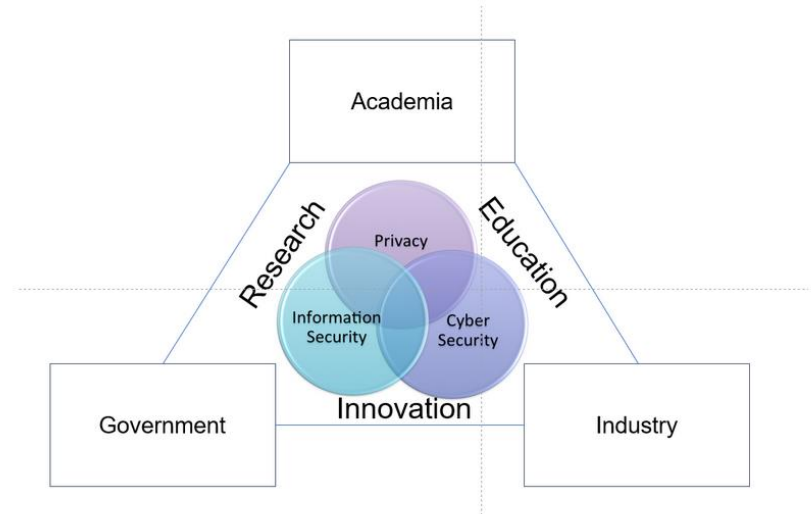 Academia
Research
Education
Privacy
Information
Security
Cyber
Security
Innovation
Government
Industry